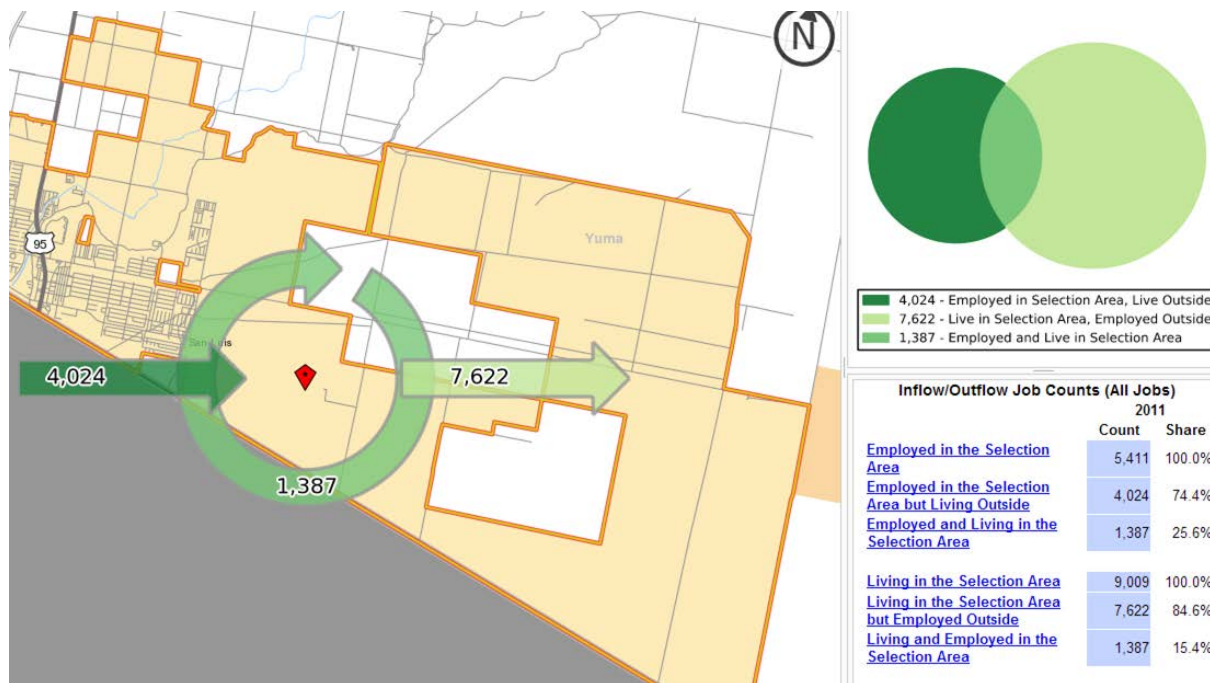 N
Yuma
95
San Luis
4,024
7,622
1,387
4,024 - Employed in Selection Area, Live Outside
7,622 - Live in Selection Area, Employed Outside
1,387 - Employed and Live in Selection Area
Inflow/Outflow Job Counts (All Jobs)
2011
Count Share
Employed in the Selection
Area 5,411 100.0%
Employed in the Selection
Area but Living Outside 4,024 74.4%
Employed and Living in the
Selection Area 1,387 25.6%
Living in the Selection Area 9,009 100.0%
Living in the Selection Area
but Employed Outside 7,622 84.6%
Living and Employed in the
Selection Area 1,387 15.4%